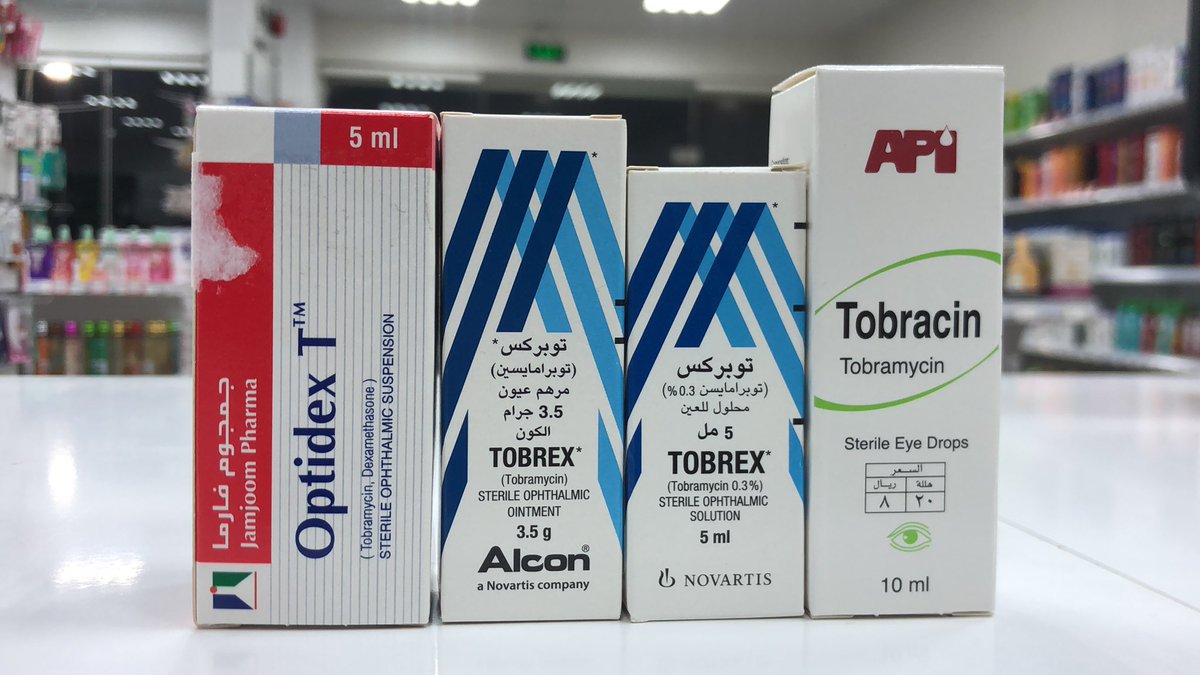 5 ml
جمجوم فارما
Jamjoom Pharma
Optidex T™
( Tobramycin, Dexamethasone )
STERILE OPHTHALMIC SUSPENSION
*
توبركس*
(توبرامايسين)
مرهم عيون
3.5 جرام
الكون
TOBREX*
(Tobramycin)
STERILE OPHTHALMIC
OINTMENT
3.5 g
Alcon®
a Novartis company
*
توبركس
(توبرامايسن 0.3 %)
محلول للعين
5 مل
TOBREX*
(Tobramycin 0.3%)
STERILE OPHTHALMIC
SOLUTION
5 ml
NOVARTIS
API
Tobracin
Tobramycin
Sterile Eye Drops
السعر
ريال هللة
٨ ٢٠
10 ml